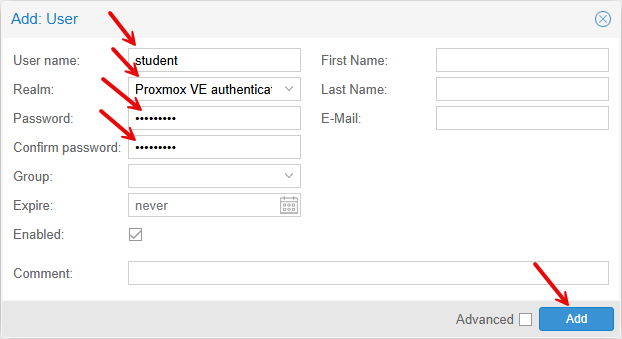 Add: User
User name: student First Name:
Realm: Proxmox VE authenticat Last Name:
Password: ••••••••• E-Mail:
Confirm password: •••••••••
Group:
Expire: never
Enabled:
Comment:
Advanced Add